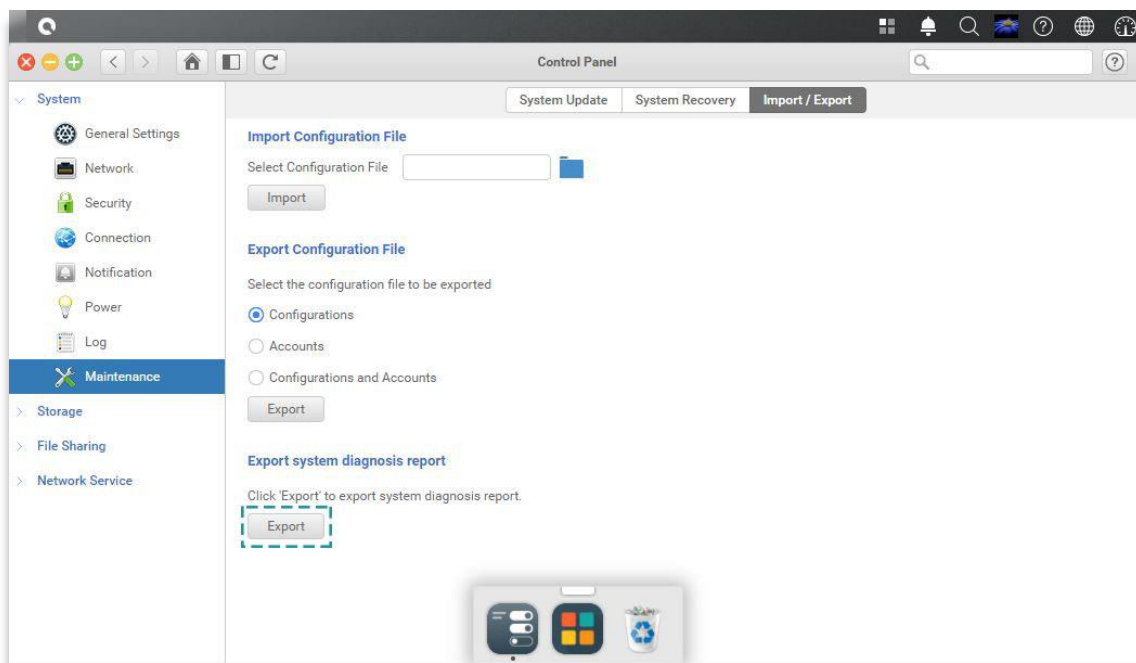 Control Panel
System
General Settings
Network
Security
Connection
Notification
Power
Log
Maintenance
Storage
File Sharing
Network Service
System Update
System Recovery
Import / Export
Import Configuration File
Select Configuration File
Import
Export Configuration File
Select the configuration file to be exported
Configurations
Accounts
Configurations and Accounts
Export
Export system diagnosis report
Click 'Export' to export system diagnosis report.
Export